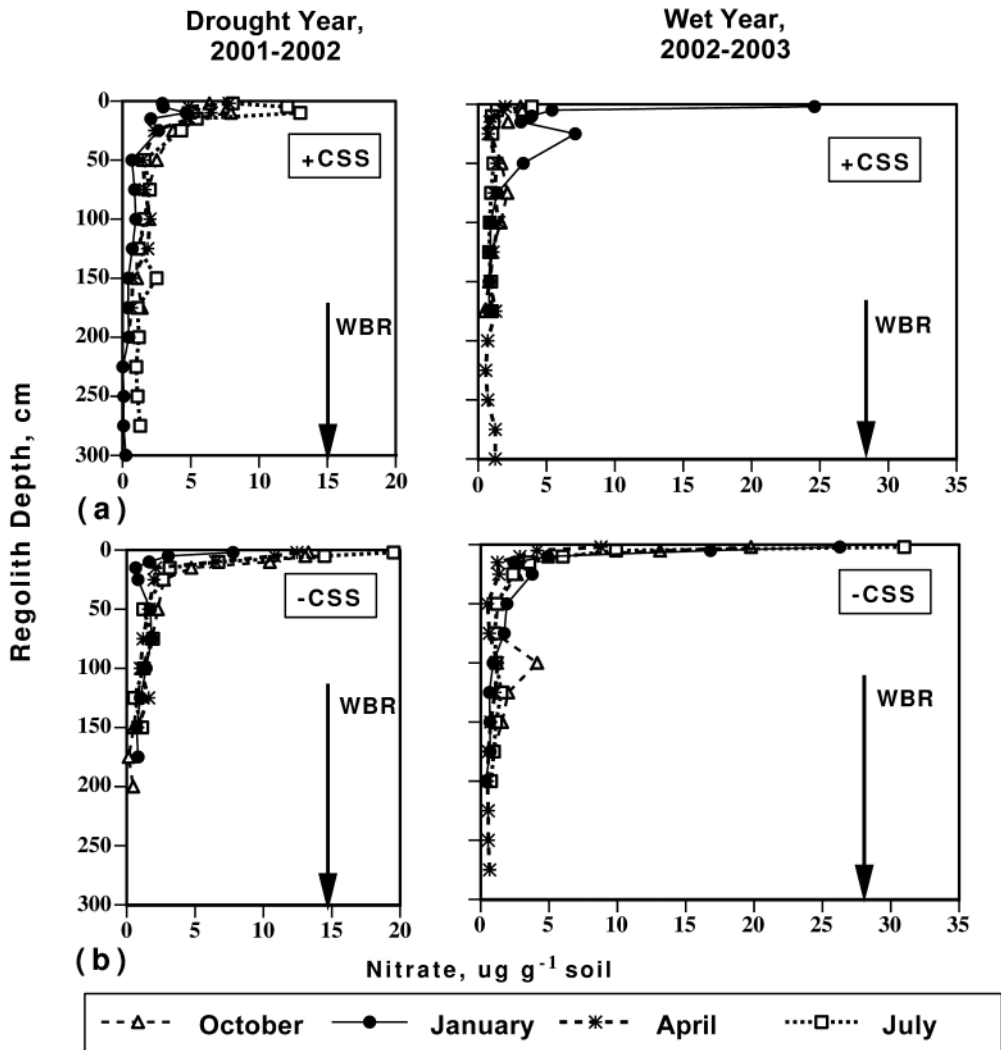 Drought Year,
2001-2002
Wet Year,
2002-2003
Regolith Depth, cm
0
50
100
150
200
250
300
+CSS
WBR
0 5 10 15 20
+CSS
WBR
0 5 10 15 20 25 30 35
(a)
0
50
100
150
200
250
300
-CSS
WBR
0 5 10 15 20
-CSS
WBR
0 5 10 15 20 25 30 35
(b)
Nitrate, ug g-1 soil
October January April July